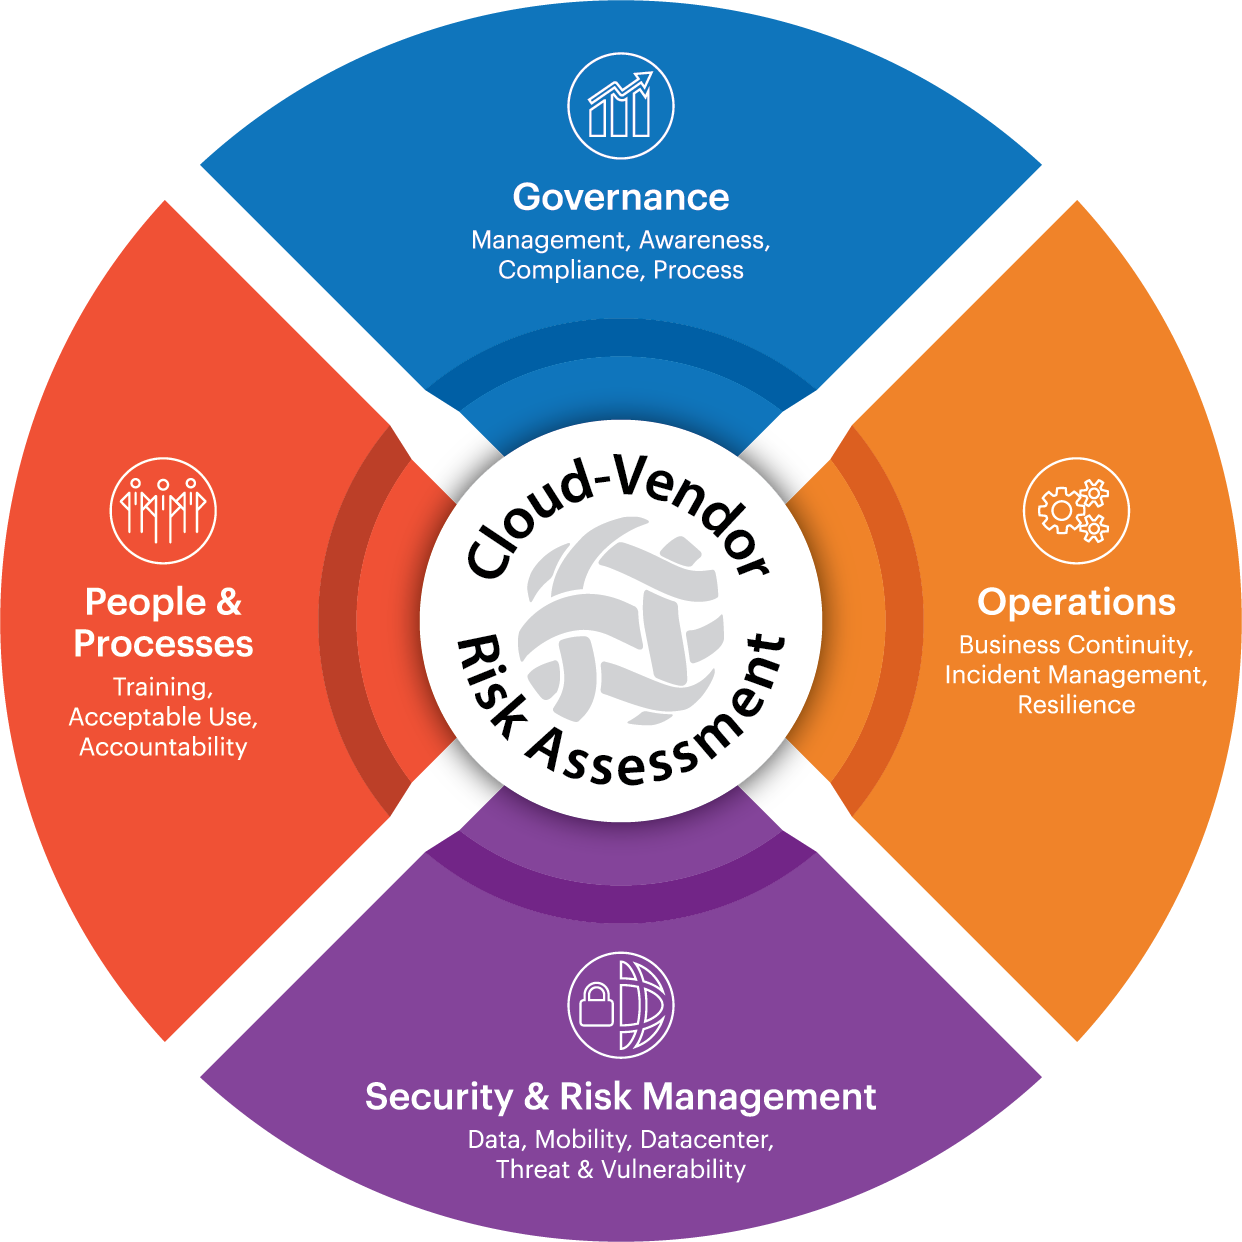 Governance
Management, Awareness,
Compliance, Process
People &
Processes
Training,
Acceptable Use,
Accountability
Cloud-Vendor
Risk Assessment
Operations
Business Continuity,
Incident Management,
Resilience
Security & Risk Management
Data, Mobility, Datacenter,
Threat & Vulnerability